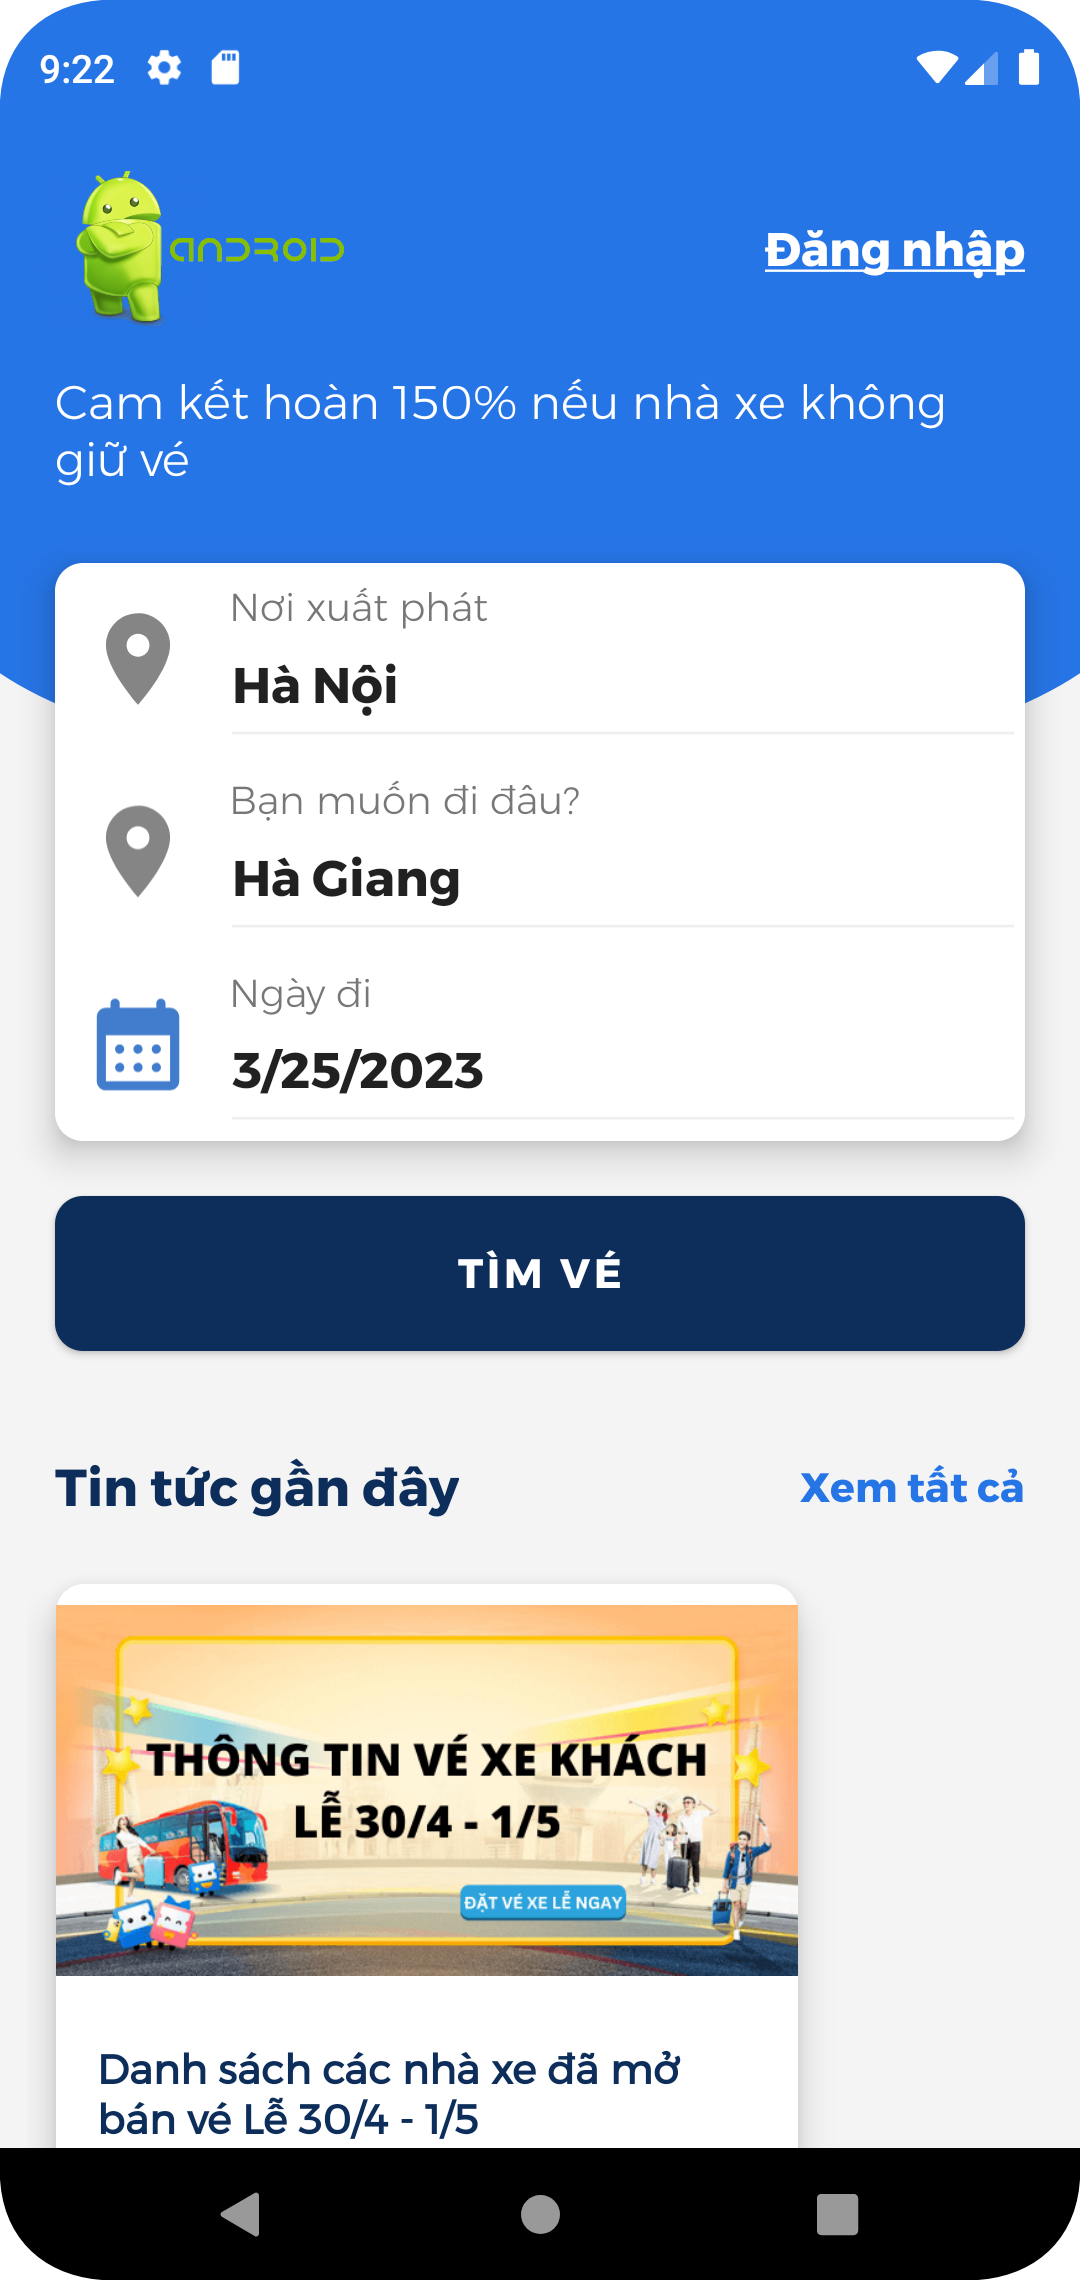 9:22
ANDROID
Đăng nhập
Cam kết hoàn 150% nếu nhà xe không
giữ vé
Nơi xuất phát
Hà Nội
Bạn muốn đi đâu?
Hà Giang
Ngày đi
3/25/2023
TÌM VÉ
Tin tức gần đây
Xem tất cả
THÔNG TIN VÉ XE KHÁCH
LỄ 30/4 - 1/5
ĐẶT VÉ XE LỄ NGAY
Danh sách các nhà xe đã mở
bán vé Lễ 30/4 - 1/5